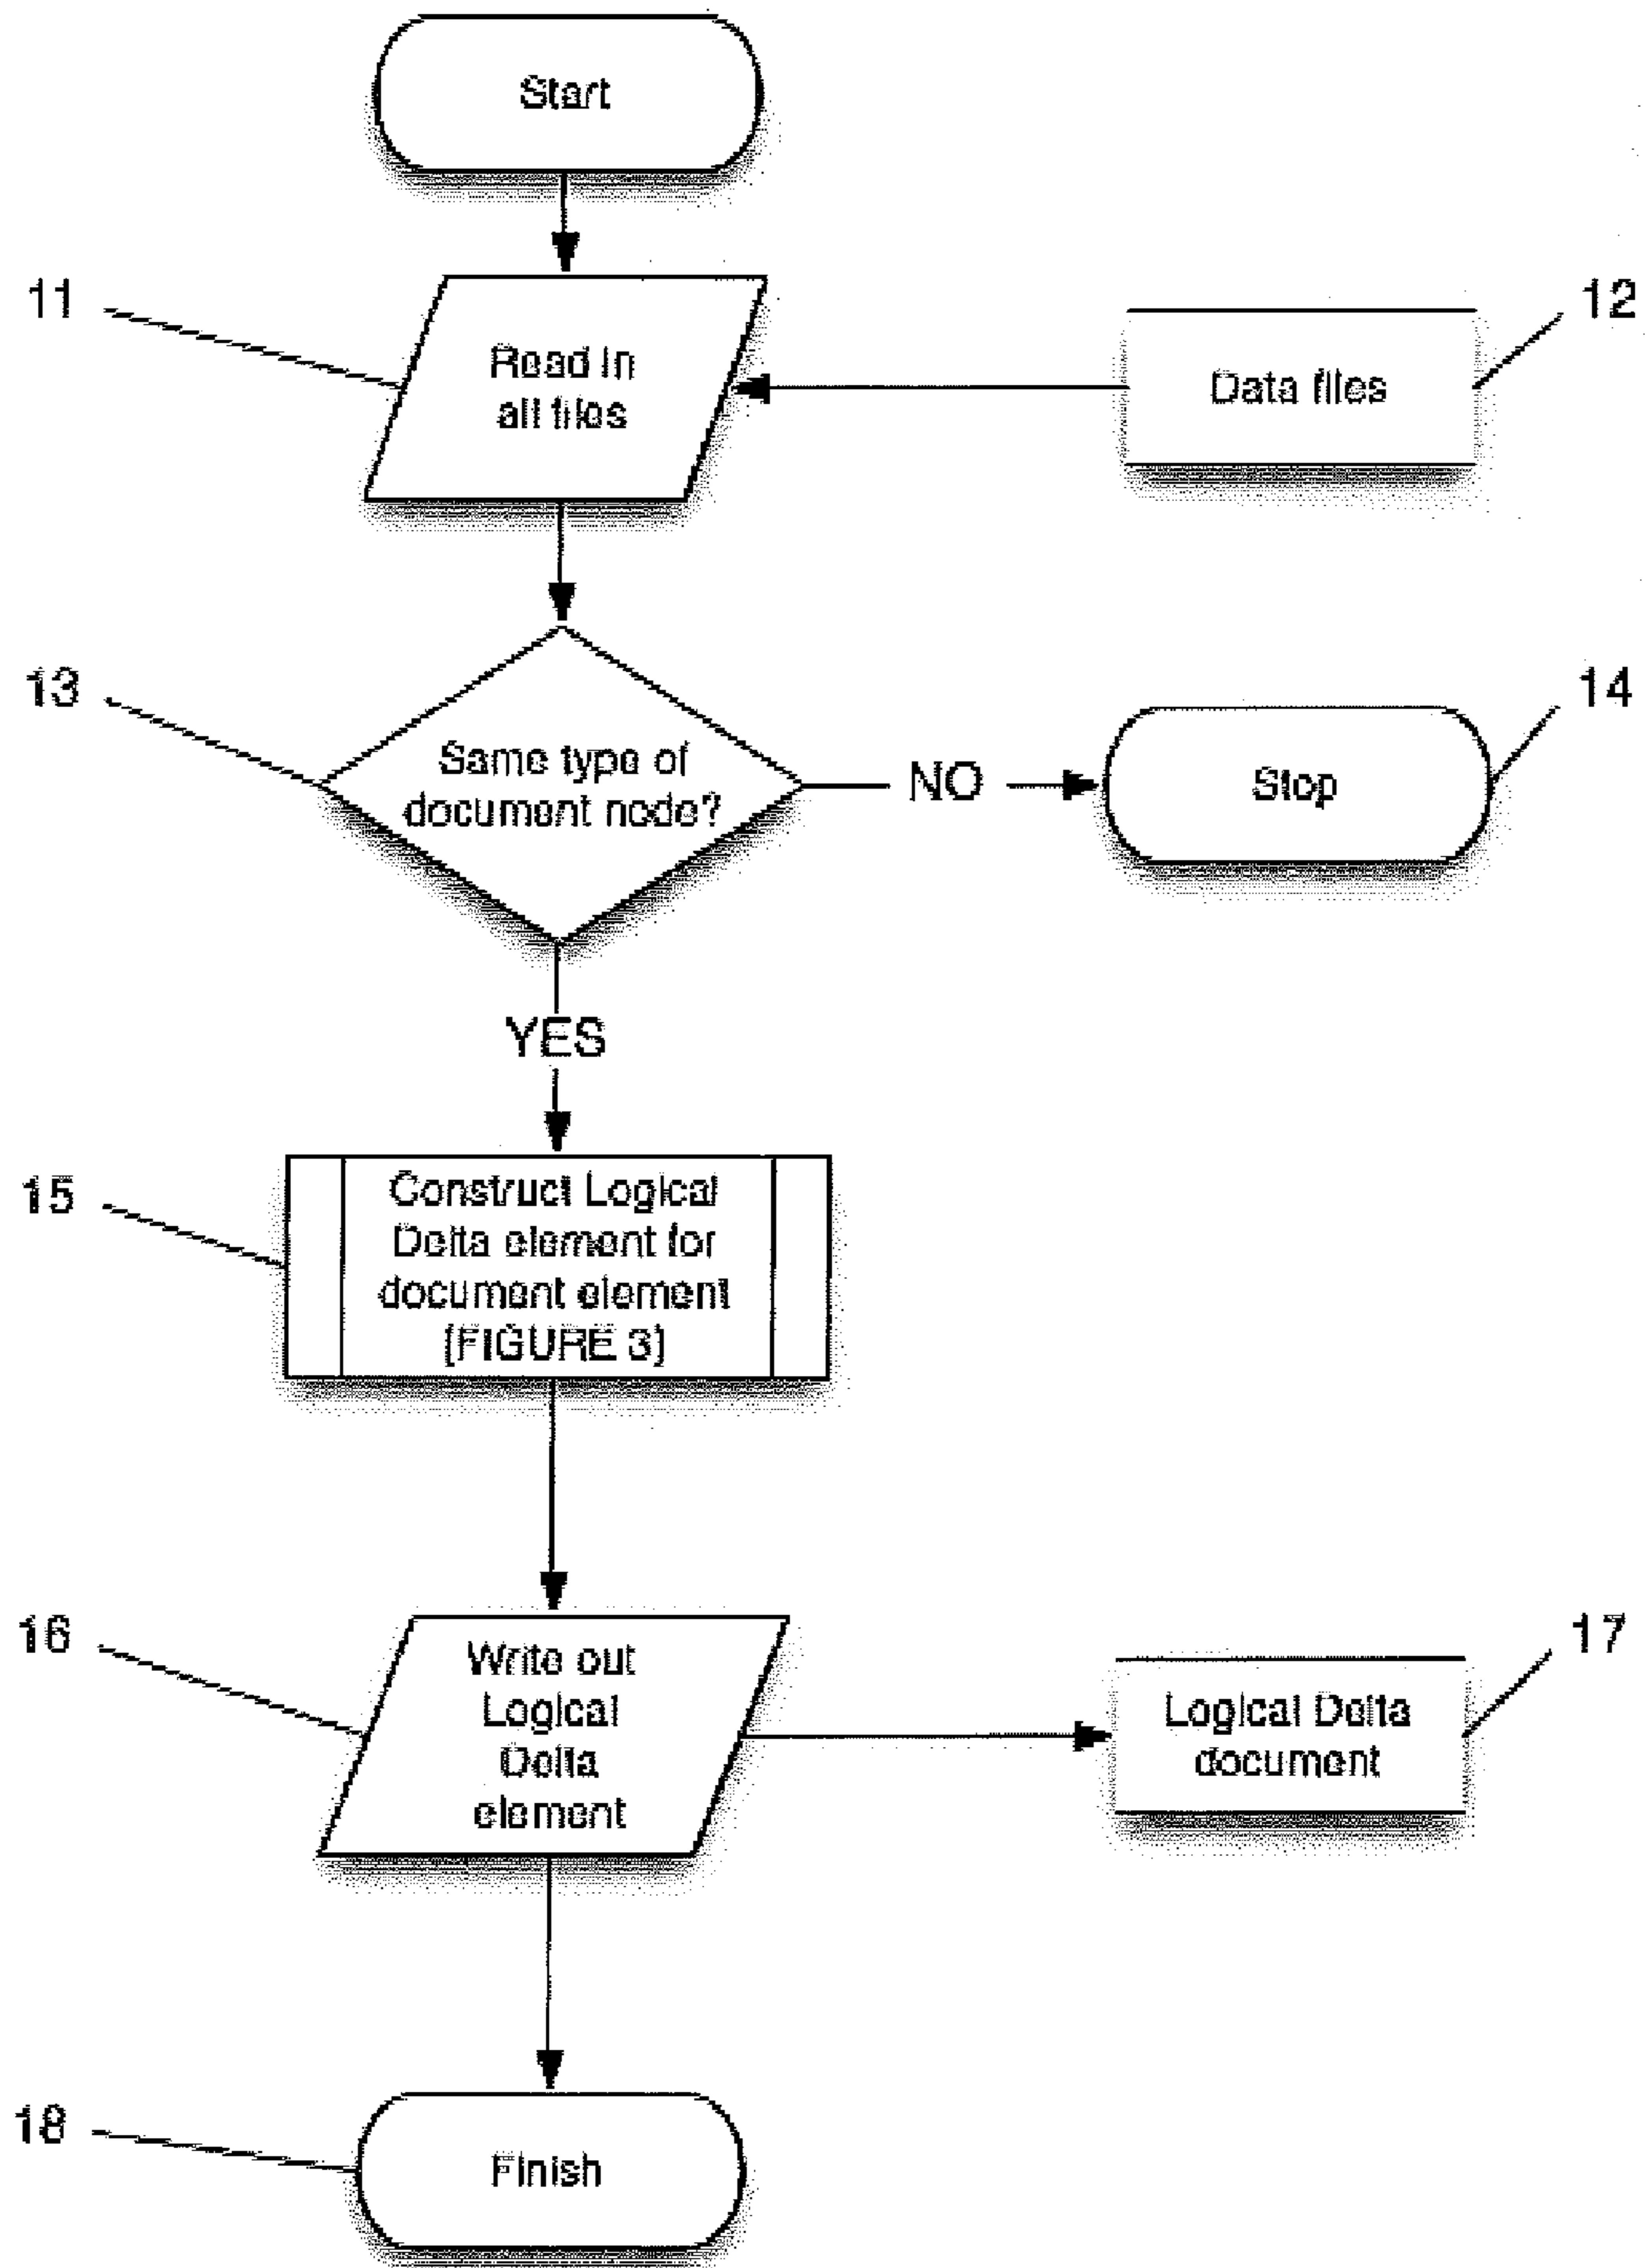 Start
11
Read in
all files
Data files
12
13
Same type of
document node?
NO
Stop
14
YES
15
Construct Logical
Delta element for
document element
[FIGURE 3]
16
Write out
Logical
Delta
element
Logical Delta
document
17
18
Finish